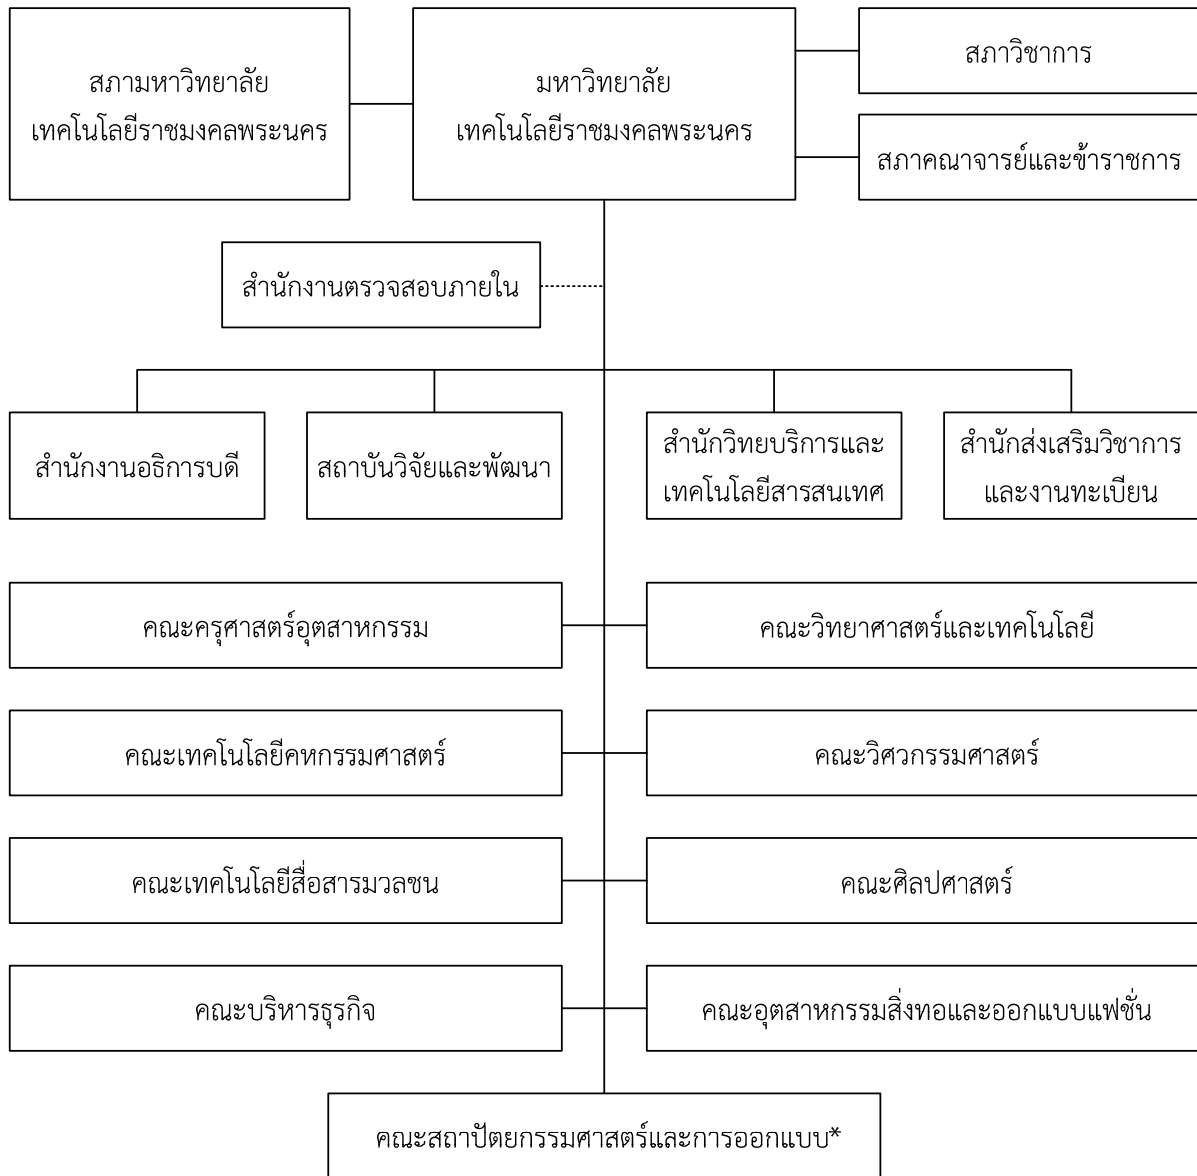 สภามหาวิทยาลัย
เทคโนโลยีราชมงคลพระนคร
มหาวิทยาลัย
เทคโนโลยีราชมงคลพระนคร
สภาวิชาการ
สภาคณาจารย์และข้าราชการ
สำนักงานตรวจสอบภายใน
สำนักงานอธิการบดี
สถาบันวิจัยและพัฒนา
สำนักวิทยบริการและ
เทคโนโลยีสารสนเทศ
สำนักส่งเสริมวิชาการ
และงานทะเบียน
คณะครุศาสตร์อุตสาหกรรม
คณะวิทยาศาสตร์และเทคโนโลยี
คณะเทคโนโลยีคหกรรมศาสตร์
คณะวิศวกรรมศาสตร์
คณะเทคโนโลยีสื่อสารมวลชน
คณะศิลปศาสตร์
คณะบริหารธุรกิจ
คณะอุตสาหกรรมสิ่งทอและออกแบบแฟชั่น
คณะสถาปัตยกรรมศาสตร์และการออกแบบ*